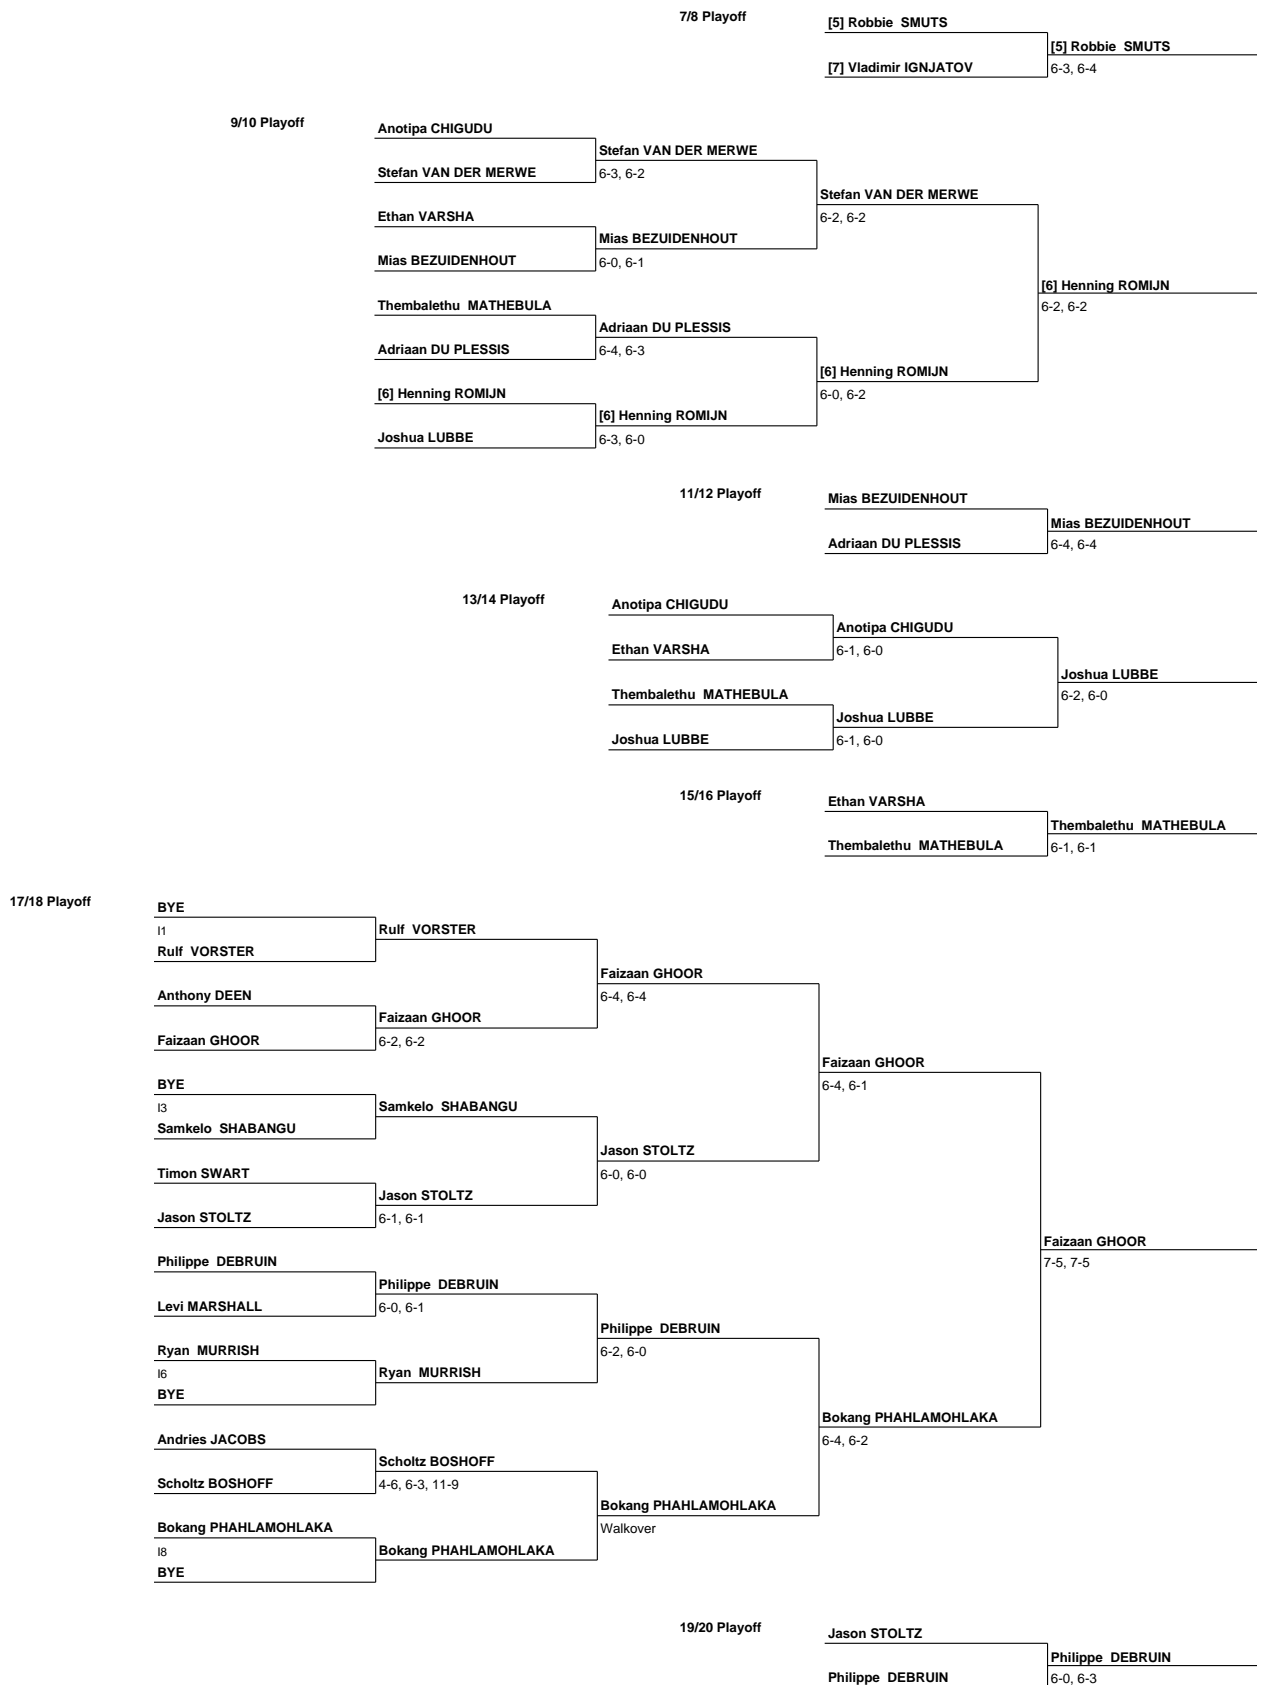 7/8 Playoff
[5] Robbie SMUTS
[5] Robbie SMUTS
[7] Vladimir IGNJATOV
6-3, 6-4
9/10 Playoff
Anotipa CHIGUDU
Stefan VAN DER MERWE
Stefan VAN DER MERWE
6-3, 6-2
Stefan VAN DER MERWE
Ethan VARSHA
6-2, 6-2
Mias BEZUIDENHOUT
Mias BEZUIDENHOUT
6-0, 6-1
[6] Henning ROMIJN
Thembalethu MATHEBULA
6-2, 6-2
Adriaan DU PLESSIS
Adriaan DU PLESSIS
6-4, 6-3
[6] Henning ROMIJN
[6] Henning ROMIJN
6-0, 6-2
[6] Henning ROMIJN
Joshua LUBBE
6-3, 6-0
11/12 Playoff
Mias BEZUIDENHOUT
Mias BEZUIDENHOUT
Adriaan DU PLESSIS
6-4, 6-4
13/14 Playoff
Anotipa CHIGUDU
Anotipa CHIGUDU
Ethan VARSHA
6-1, 6-0
Joshua LUBBE
Thembalethu MATHEBULA
6-2, 6-0
Joshua LUBBE
Joshua LUBBE
6-1, 6-0
15/16 Playoff
Ethan VARSHA
Thembalethu MATHEBULA
Thembalethu MATHEBULA
6-1, 6-1
17/18 Playoff
BYE
I1
Rulf VORSTER
Rulf VORSTER
Faizaan GHOOR
Anthony DEEN
6-4, 6-4
Faizaan GHOOR
Faizaan GHOOR
6-2, 6-2
Faizaan GHOOR
BYE
6-4, 6-1
I3
Samkelo SHABANGU
Samkelo SHABANGU
Jason STOLTZ
Timon SWART
6-0, 6-0
Jason STOLTZ
Jason STOLTZ
6-1, 6-1
Faizaan GHOOR
Philippe DEBRUIN
7-5, 7-5
Philippe DEBRUIN
Levi MARSHALL
6-0, 6-1
Philippe DEBRUIN
Ryan MURRISH
6-2, 6-0
I6
Ryan MURRISH
BYE
Bokang PHAHLAMOHLAKA
Andries JACOBS
6-4, 6-2
Scholtz BOSHOFF
Scholtz BOSHOFF
4-6, 6-3, 11-9
Bokang PHAHLAMOHLAKA
Bokang PHAHLAMOHLAKA
Walkover
I8
Bokang PHAHLAMOHLAKA
BYE
19/20 Playoff
Jason STOLTZ
Philippe DEBRUIN
Philippe DEBRUIN
6-0, 6-3